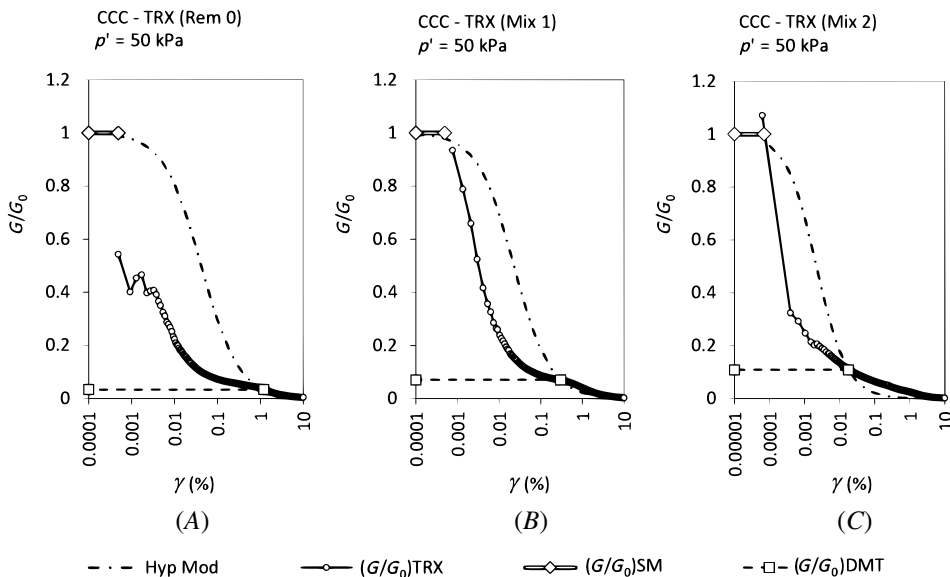 CCC - TRX (Rem 0)
p' = 50 kPa
CCC - TRX (Mix 1)
p' = 50 kPa
CCC - TRX (Mix 2)
p' = 50 kPa
G/G0
1.2
1
0.8
0.6
0.4
0.2
0
0.0001
0.001
0.01
0.1
1
10
γ (%)
(A)
G/G0
1.2
1
0.8
0.6
0.4
0.2
0
0.0001
0.001
0.01
0.1
1
10
γ (%)
(B)
G/G0
1.2
1
0.8
0.6
0.4
0.2
0
0.00001
0.0001
0.001
0.01
0.1
1
10
γ (%)
(C)
Hyp Mod
(G/G0)TRX
(G/G0)SM
(G/G0)DMT